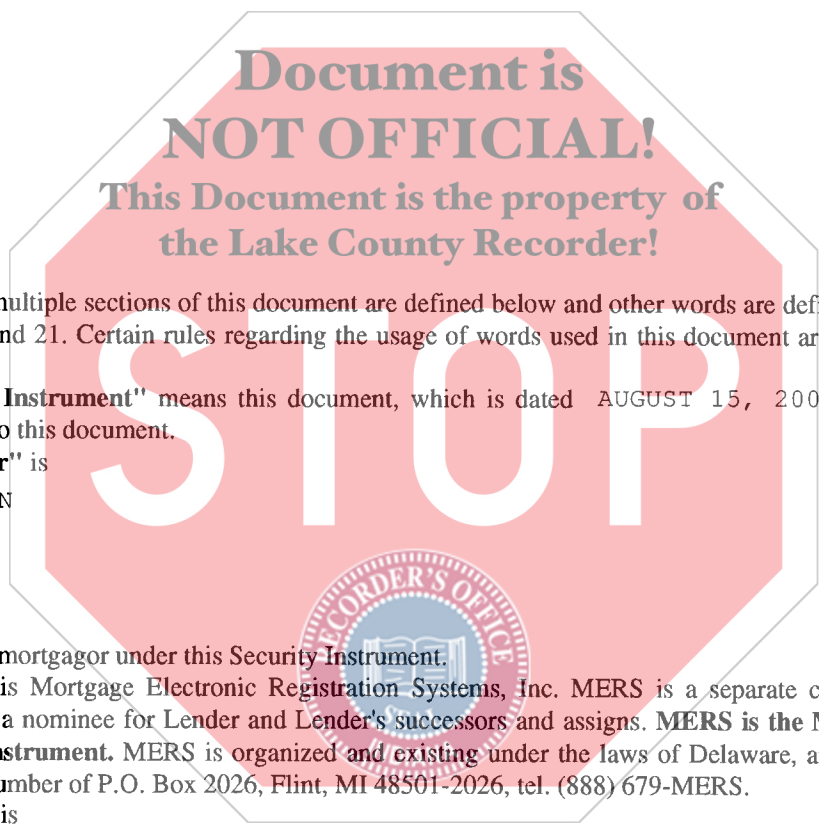 Document is
NOT OFFICIAL!
This Document is the property of
the Lake County Recorder!
multiple sections of this document are defined below and other words are defi
nd 21. Certain rules regarding the usage of words used in this document ar
Instrument" means this document, which is dated AUGUST 15, 200
o this document.
r" is
N
STOP
RECORDER'S OFFICE
SEAL
mortgagor under this Security Instrument.
is Mortgage Electronic Registration Systems, Inc. MERS is a separate c
a nominee for Lender and Lender's successors and assigns. MERS is the M
strument. MERS is organized and existing under the laws of Delaware, a
umber of P.O. Box 2026, Flint, MI 48501-2026, tel. (888) 679-MERS.
is